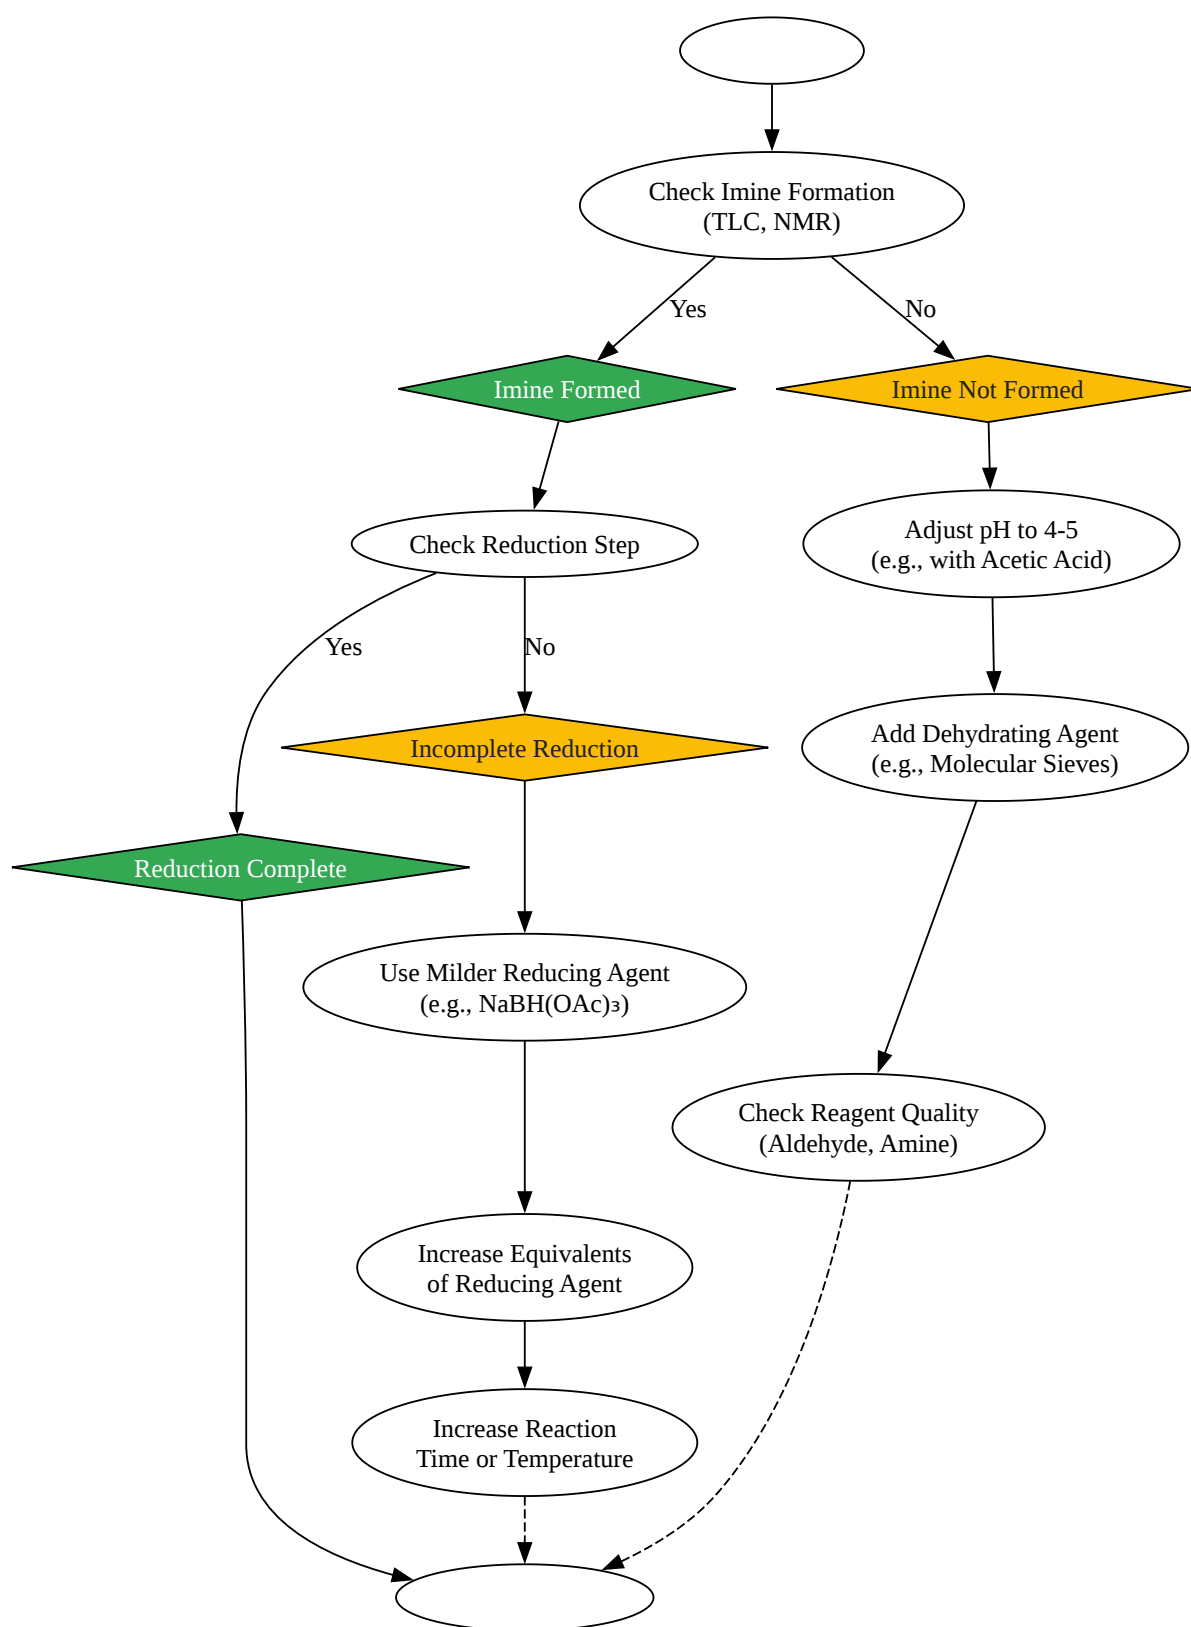 Check Imine Formation
(TLC, NMR)
Yes
No
Imine Formed
Imine Not Formed
Check Reduction Step
Adjust pH to 4-5
(e.g., with Acetic Acid)
Yes
No
Incomplete Reduction
Add Dehydrating Agent
(e.g., Molecular Sieves)
Reduction Complete
Use Milder Reducing Agent
(e.g., NaBH(OAc)₃)
Check Reagent Quality
(Aldehyde, Amine)
Increase Equivalents
of Reducing Agent
Increase Reaction
Time or Temperature